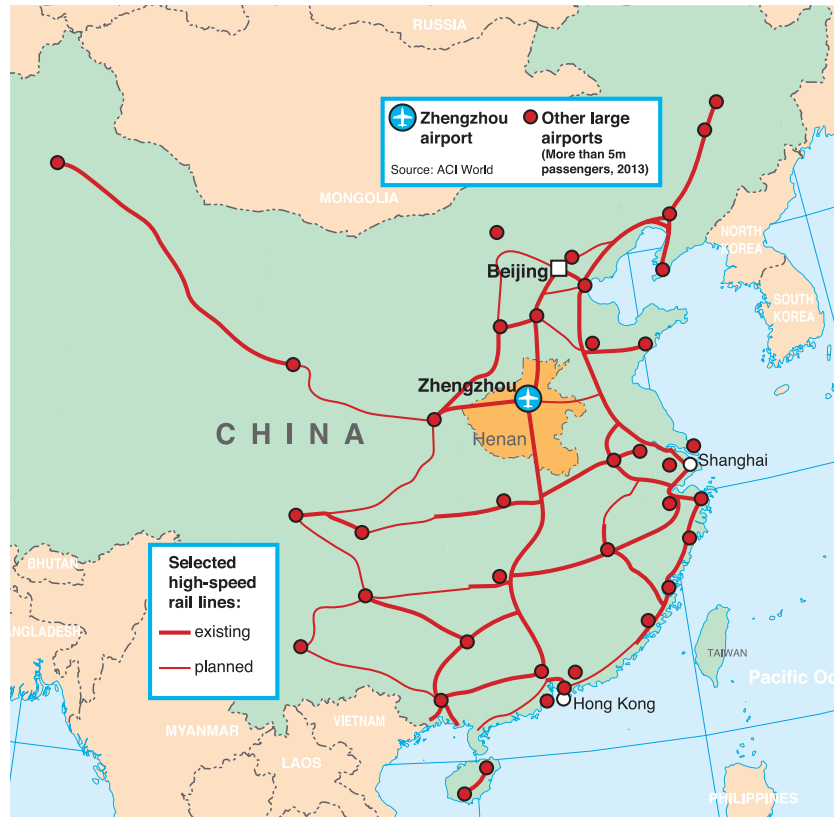 RUSSIA
Zhengzhou
airport
Source: ACI World
Other large
airports
(More than 5m
passengers, 2013)
MONGOLIA
NORTH
KOREA
Beijing
SOUTH
KOREA
Zhengzhou
CHINA
Henan
Shanghai
BHUTAN
Selected
high-speed
rail lines:
existing
planned
ANGLADESH
TAIWAN
Pacific Oc
Hong Kong
MYANMAR
VIETNAM
LAOS
PHILIPPINES